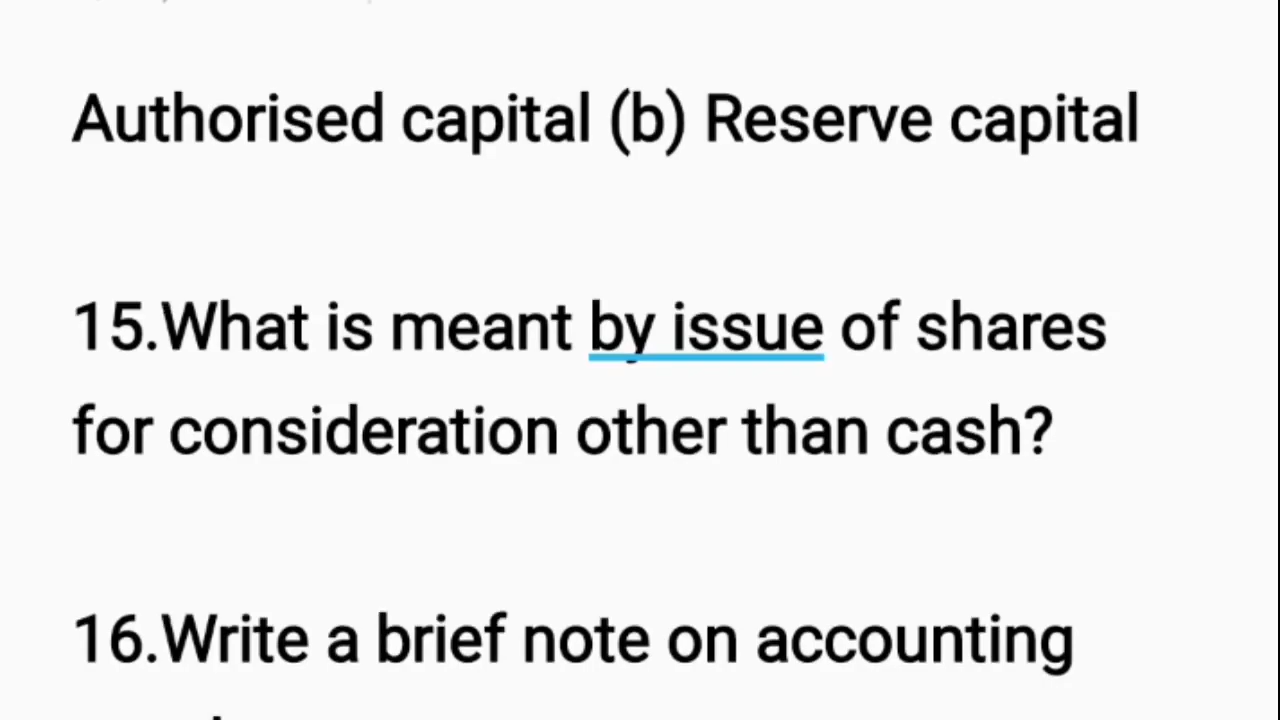 Authorised capital (b) Reserve capital
15.What is meant by issue of shares
for consideration other than cash?
16.Write a brief note on accounting